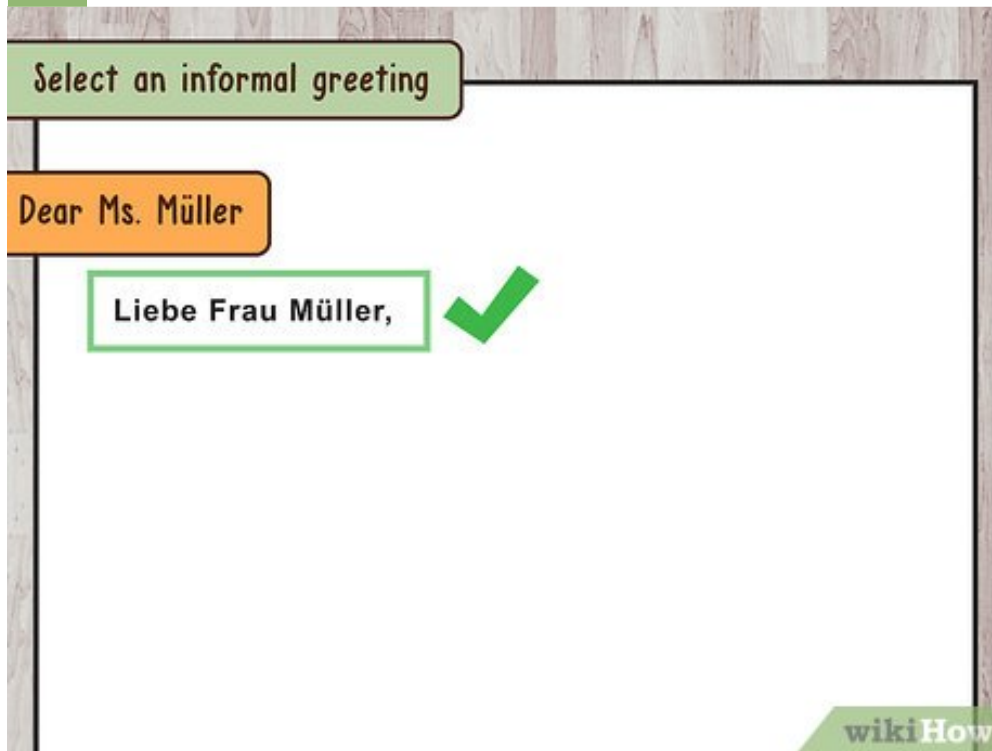 Select an informal greeting
Dear Ms. Müller
Liebe Frau Müller,
wikiHow